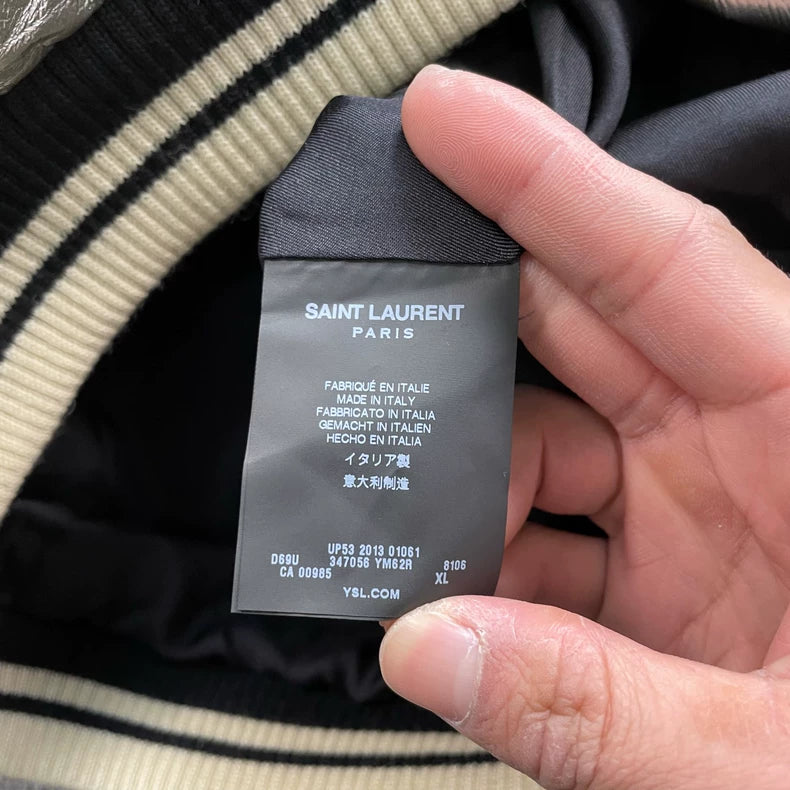 SAINT LAURENT
PARIS
FABRIQUÉ EN ITALIE
MADE IN ITALY
FABBRICATO IN ITALIA
GEMACHT IN ITALIEN
HECHO EN ITALIA
イタリア製
意大利制造
UP53 2013 01061
D69U 347056 YM62R 8106
CA 00985 XL
YSL.COM